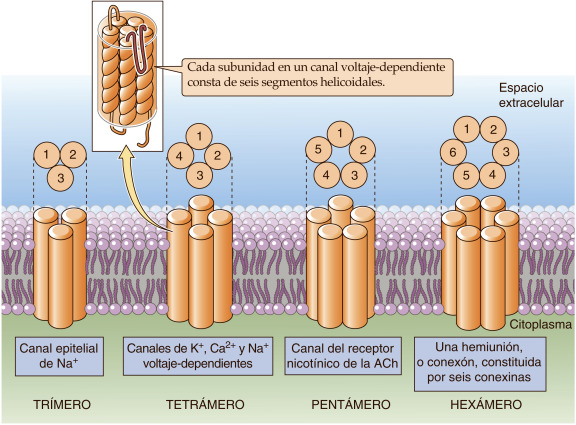 Cada subunidad en un canal voltaje-dependiente
consta de seis segmentos helicoidales.
Espacio
extracelular
1 2
3
1
4 2
3
1
5 2
4 3
1 2
6 3
5 4
Citoplasma
Canal epitelial
de Na⁺
Canales de K⁺, Ca²⁺ y Na⁺
voltaje-dependientes
Canal del receptor
nicotínico de la ACh
Una hemiunión,
o conexón, constituida
por seis conexinas
TRÍMERO
TETRÁMERO
PENTÁMERO
HEXÁMERO